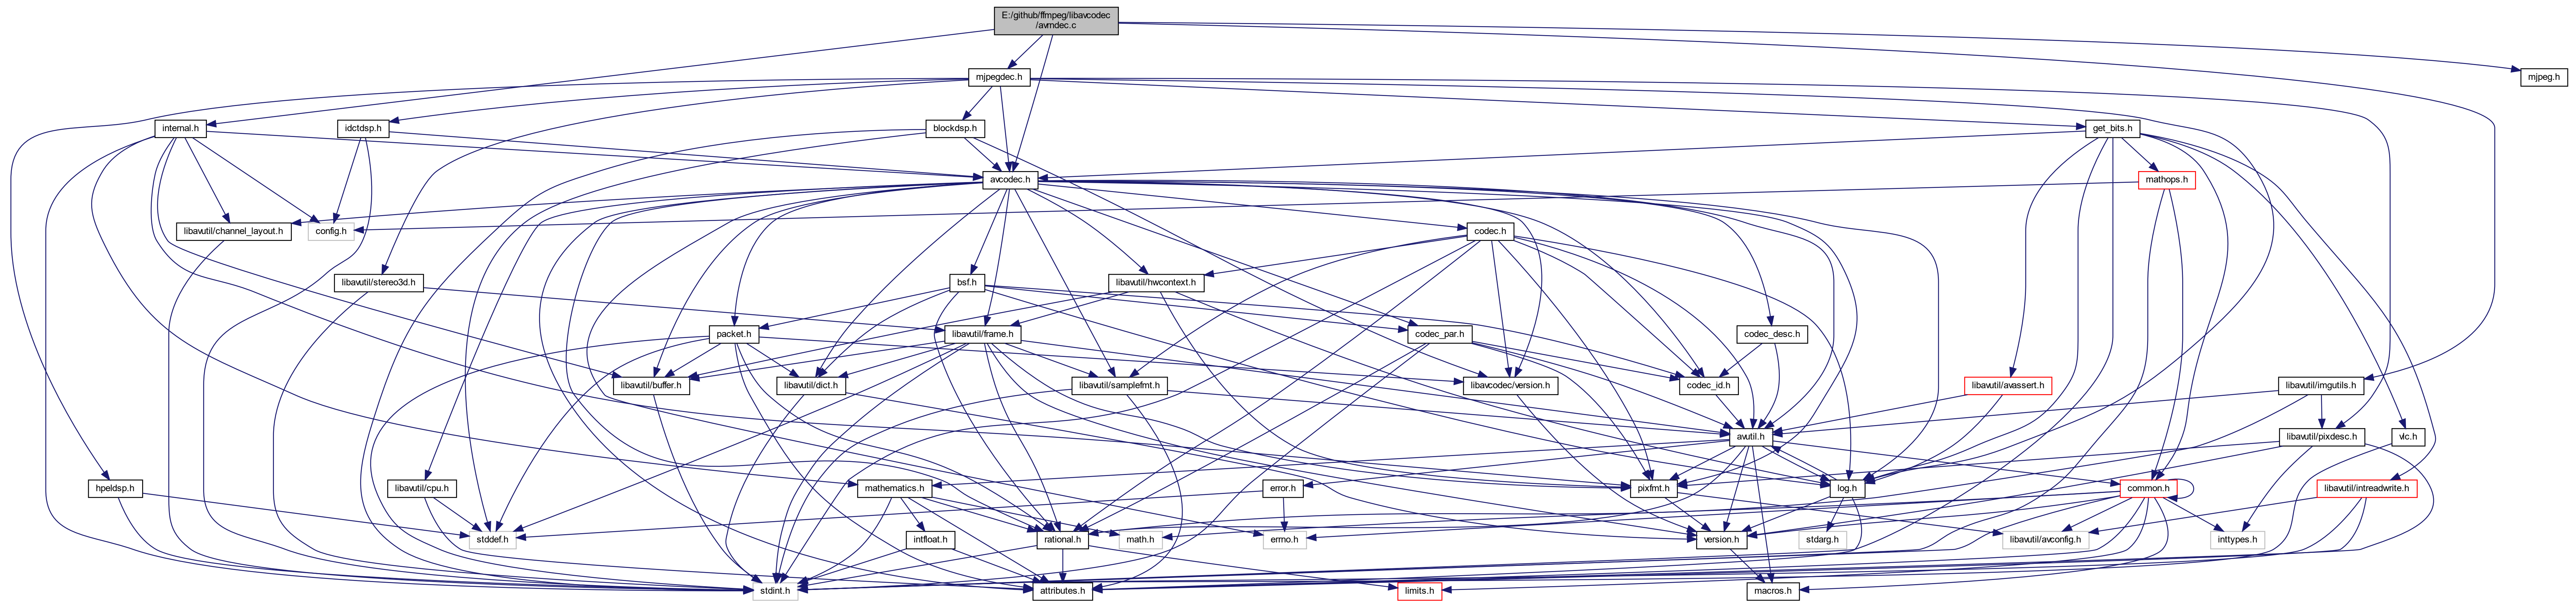 E:/github/ffmpeg/libavcodec
/avrndec.c
mjpegdec.h
mjpeg.h
internal.h
idctdsp.h
blockdsp.h
get_bits.h
avcodec.h
mathops.h
libavutil/channel_layout.h
config.h
codec.h
libavutil/stereo3d.h
bsf.h
libavutil/hwcontext.h
packet.h
libavutil/frame.h
codec_par.h
codec_desc.h
libavutil/buffer.h
libavutil/dict.h
libavutil/samplefmt.h
libavcodec/version.h
codec_id.h
libavutil/avassert.h
libavutil/imgutils.h
avutil.h
libavutil/pixdesc.h
vlc.h
hpeldsp.h
libavutil/cpu.h
mathematics.h
error.h
pixfmt.h
log.h
common.h
libavutil/intreadwrite.h
stddef.h
intfloat.h
rational.h
math.h
errno.h
version.h
stdarg.h
libavutil/avconfig.h
inttypes.h
stdint.h
attributes.h
limits.h
macros.h